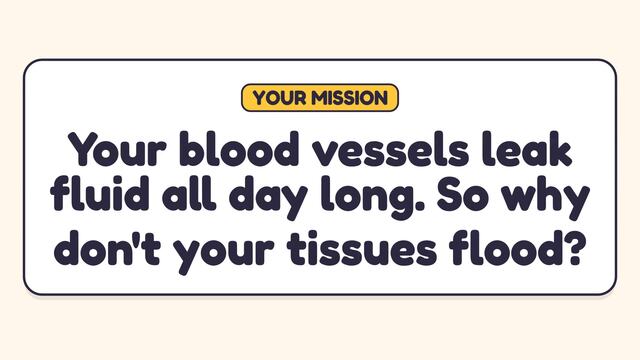 YOUR MISSION
Your blood vessels leak
fluid all day long. So why
don't your tissues flood?